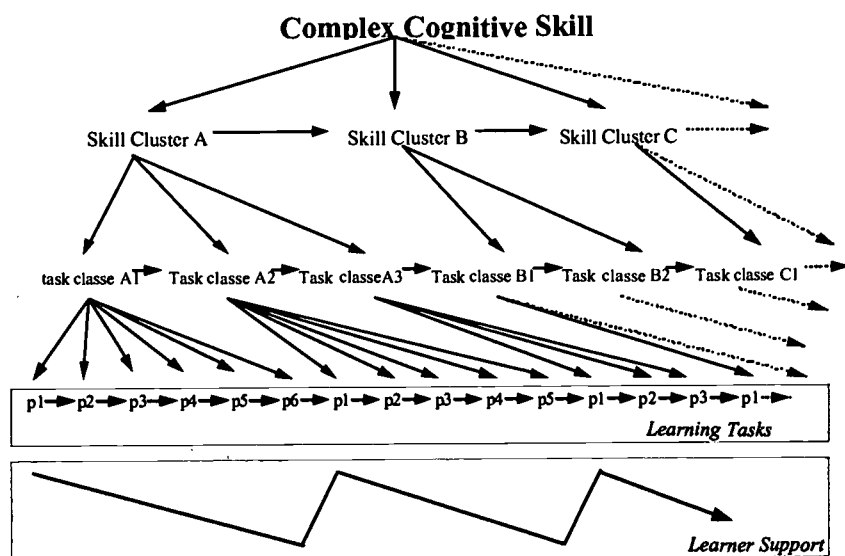 Complex Cognitive Skill
Skill Cluster A Skill Cluster B Skill Cluster C
task classe A1 Task classe A2 Task classeA3 Task classe B1 Task classe B2 Task classe C1
p1 p2 p3 p4 p5 p6 p1 p2 p3 p4 p5 p1 p2 p3 p1
Learning Tasks
Learner Support